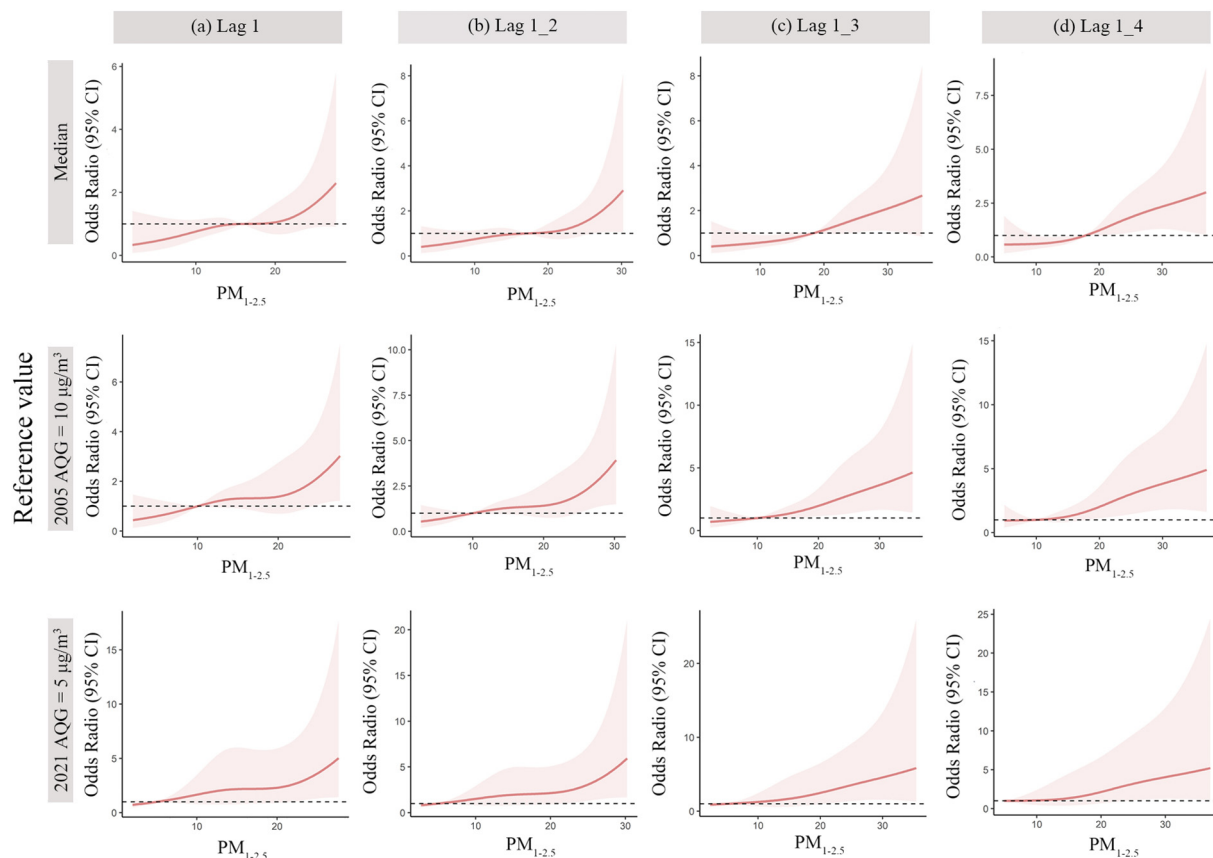 (a) Lag 1
(b) Lag 1_2
(c) Lag 1_3
(d) Lag 1_4
Reference value
Median
Odds Radio (95% CI)
6
4
2
0
10
20
PM1-2.5
Odds Radio (95% CI)
8
6
4
2
0
10
20
30
PM1-2.5
Odds Radio (95% CI)
8
6
4
2
0
10
20
30
PM1-2.5
Odds Radio (95% CI)
7.5
5.0
2.5
0.0
10
20
30
PM1-2.5
2005 AQG = 10 μg/m³
Odds Radio (95% CI)
6
4
2
0
10
20
PM1-2.5
Odds Radio (95% CI)
10.0
7.5
5.0
2.5
0.0
10
20
30
PM1-2.5
Odds Radio (95% CI)
15
10
5
0
10
20
30
PM1-2.5
Odds Radio (95% CI)
15
10
5
0
10
20
30
PM1-2.5
2021 AQG = 5 μg/m³
Odds Radio (95% CI)
15
10
5
0
10
20
PM1-2.5
Odds Radio (95% CI)
20
15
10
5
0
10
20
30
PM1-2.5
Odds Radio (95% CI)
20
10
0
10
20
30
PM1-2.5
Odds Radio (95% CI)
25
20
15
10
5
0
10
20
30
PM1-2.5